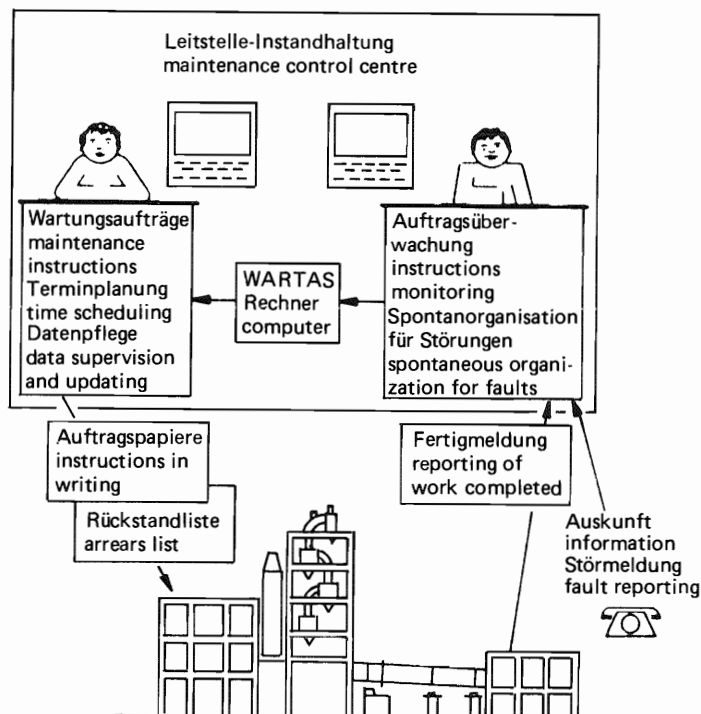 Leitstelle-Instandhaltung
maintenance control centre
Wartungsaufträge
maintenance
instructions
Terminplanung
time scheduling
Datenpflege
data supervision
and updating
WARTAS
Rechner
computer
Auftragsüber-
wachung
instructions
monitoring
Spontanorganisation
für Störungen
spontaneous organi-
zation for faults
Auftragspapiere
instructions in
writing
Rückstandliste
arrears list
Fertigmeldung
reporting of
work completed
Auskunft
information
Störmeldung
fault reporting